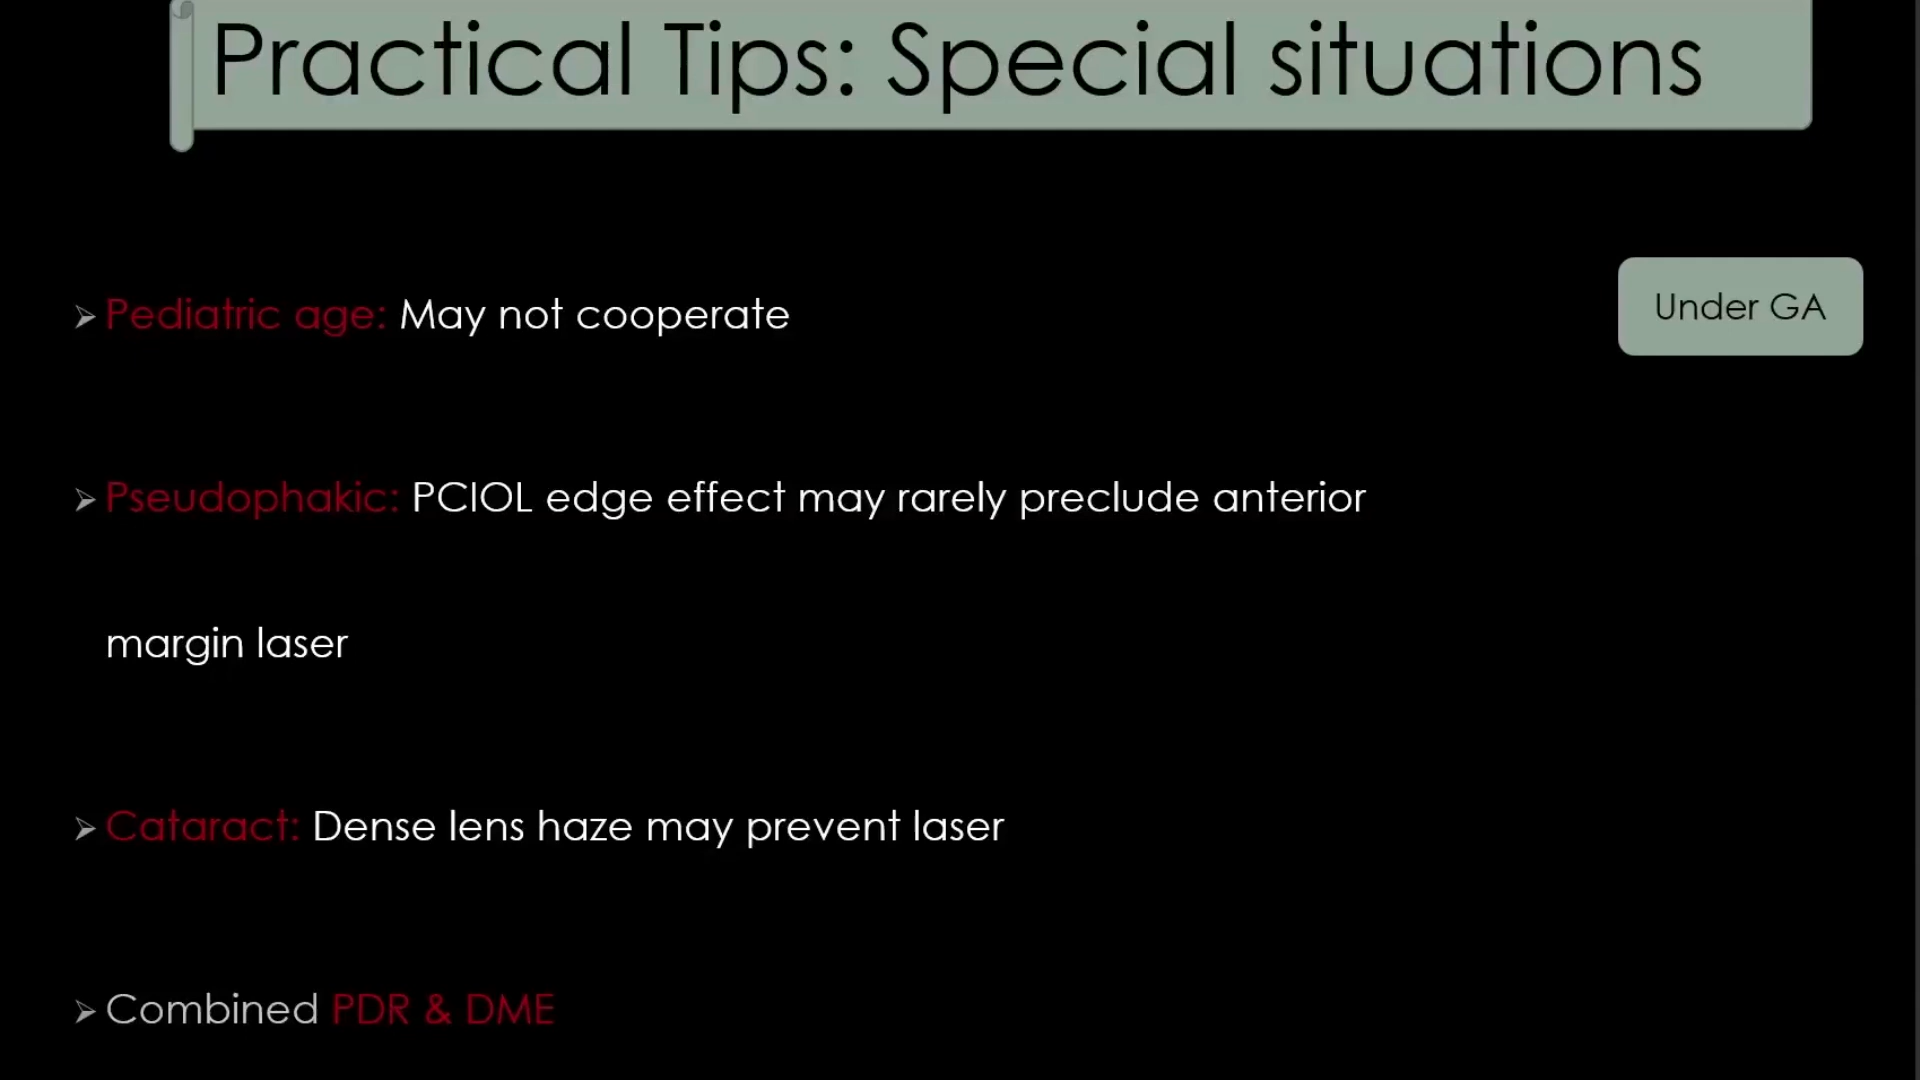 Practical Tips: Special situations
Pediatric age: May not cooperate
Under GA
Pseudophakic: PCIOL edge effect may rarely preclude anterior
margin laser
Cataract: Dense lens haze may prevent laser
Combined PDR & DME